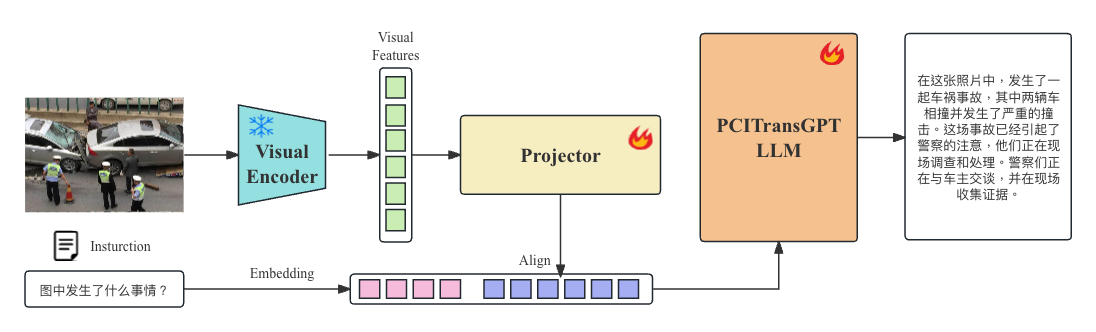 Visual
Features
Visual
Encoder
Projector
PCITransGPT
LLM
在这张照片中，发生了一
起车祸事故，其中两辆车
相撞并发生了严重的撞
击。这场事故已经引起了
警察的注意，他们正在现
场调查和处理。警察们正
在与车主交谈，并在现场
收集证据。
Insturction
Embedding
Align
图中发生了什么事情？